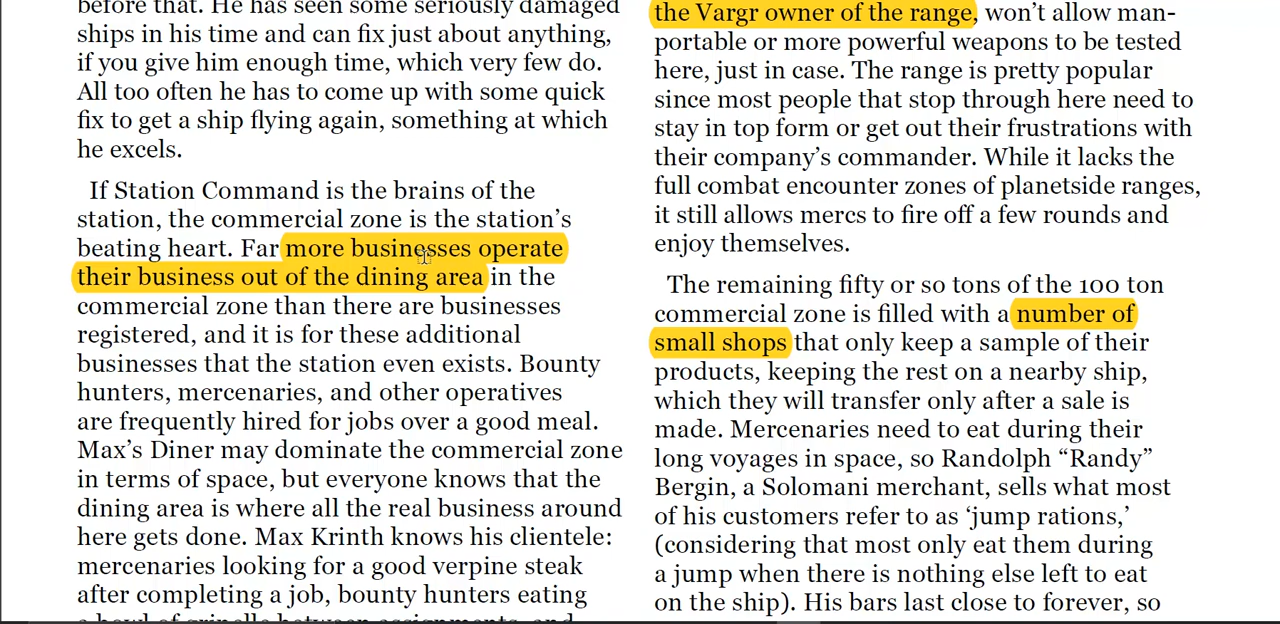 before that. He has seen some seriously damaged
ships in his time and can fix just about anything,
if you give him enough time, which very few do.
All too often he has to come up with some quick
fix to get a ship flying again, something at which
he excels.
If Station Command is the brains of the
station, the commercial zone is the station’s
beating heart. Far more businesses operate
their business out of the dining area in the
commercial zone than there are businesses
registered, and it is for these additional
businesses that the station even exists. Bounty
hunters, mercenaries, and other operatives
are frequently hired for jobs over a good meal.
Max’s Diner may dominate the commercial zone
in terms of space, but everyone knows that the
dining area is where all the real business around
here gets done. Max Krinth knows his clientele:
mercenaries looking for a good verpine steak
after completing a job, bounty hunters eating
a bowl of grinelle between assignments, and
the Vargr owner of the range, won’t allow man-
portable or more powerful weapons to be tested
here, just in case. The range is pretty popular
since most people that stop through here need to
stay in top form or get out their frustrations with
their company’s commander. While it lacks the
full combat encounter zones of planetside ranges,
it still allows mercs to fire off a few rounds and
enjoy themselves.
The remaining fifty or so tons of the 100 ton
commercial zone is filled with a number of
small shops that only keep a sample of their
products, keeping the rest on a nearby ship,
which they will transfer only after a sale is
made. Mercenaries need to eat during their
long voyages in space, so Randolph “Randy”
Bergin, a Solomani merchant, sells what most
of his customers refer to as ‘jump rations,’
(considering that most only eat them during
a jump when there is nothing else left to eat
on the ship). His bars last close to forever, so